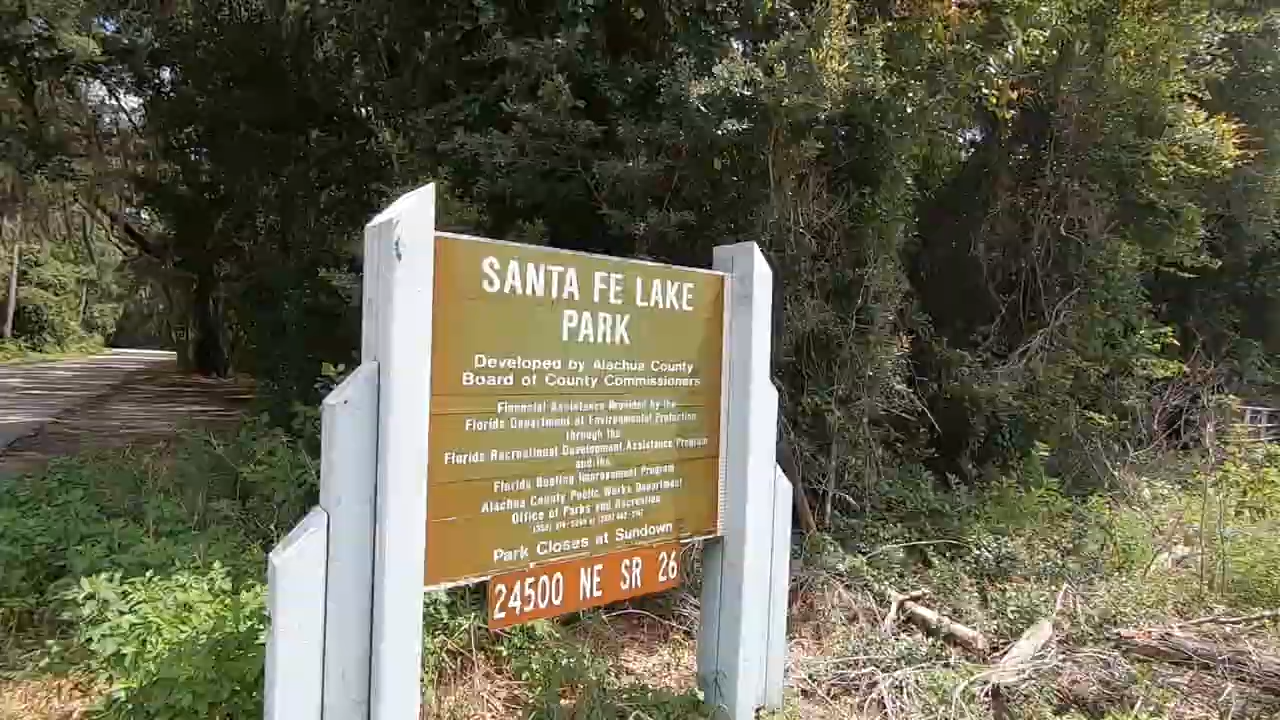 SANTA FE LAKE
PARK
Developed by Alachua County
Board of County Commissioners
Financial Assistance Provided by the
Florida Department of Environmental Protection
through the
Florida Recreational Development Assistance Program
and the
Florida Boating Improvement Program
Alachua County Public Works Department
Office of Parks and Recreation
Park Closes at Sundown
24500 NE SR 26